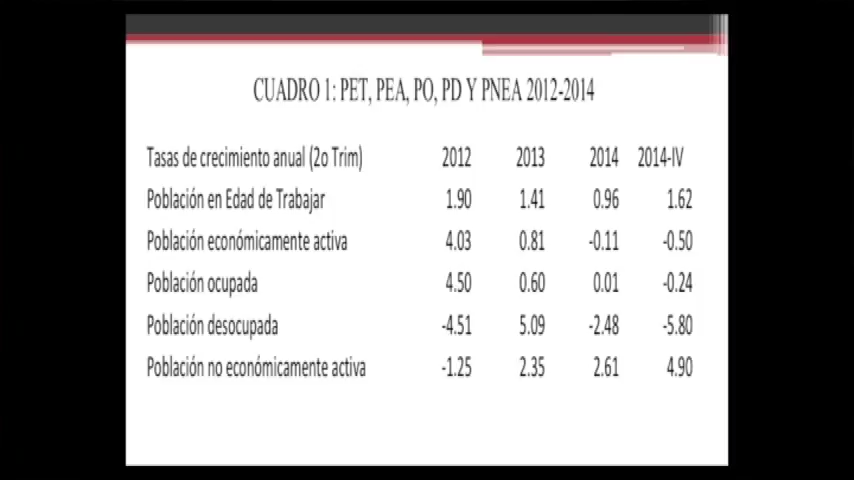 CUADRO 1: PET, PEA, PO, PD Y PNEA 2012-2014
Tasas de crecimiento anual (2o Trim) 2012 2013 2014 2014-IV
Población en Edad de Trabajar 1.90 1.41 0.96 1.62
Población económicamente activa 4.03 0.81 -0.11 -0.50
Población ocupada 4.50 0.60 0.01 -0.24
Población desocupada -4.51 5.09 -2.48 -5.80
Población no económicamente activa -1.25 2.35 2.61 4.90